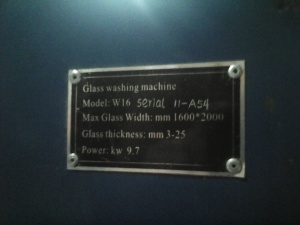 Glass washing machine
Model: W16 Serial 11-A54
Max Glass Width: mm 1600*2000
Glass thickness: mm 3-25
Power: kw 9.7